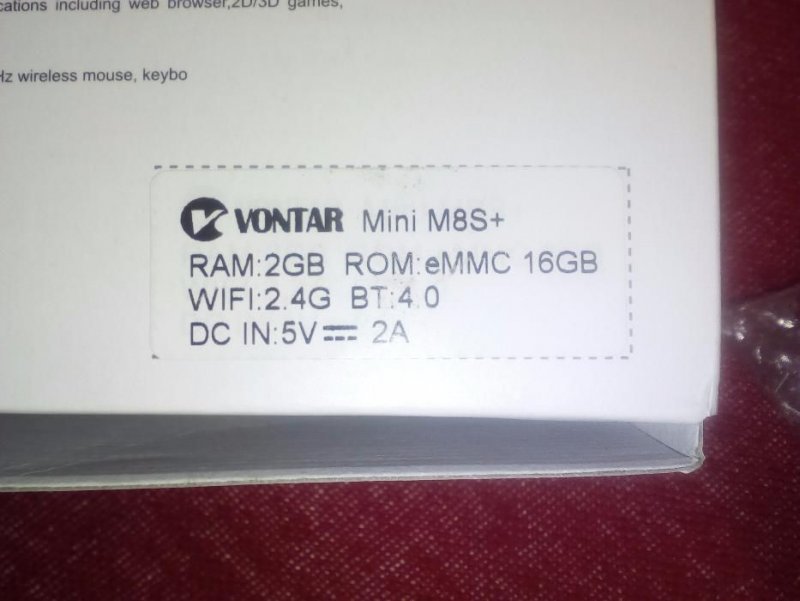 cations including web browser,2D/3D games,
Hz wireless mouse, keybo
VONTAR Mini M8S+
RAM:2GB ROM:eMMC 16GB
WIFI:2.4G BT:4.0
DC IN:5V⎓ 2A